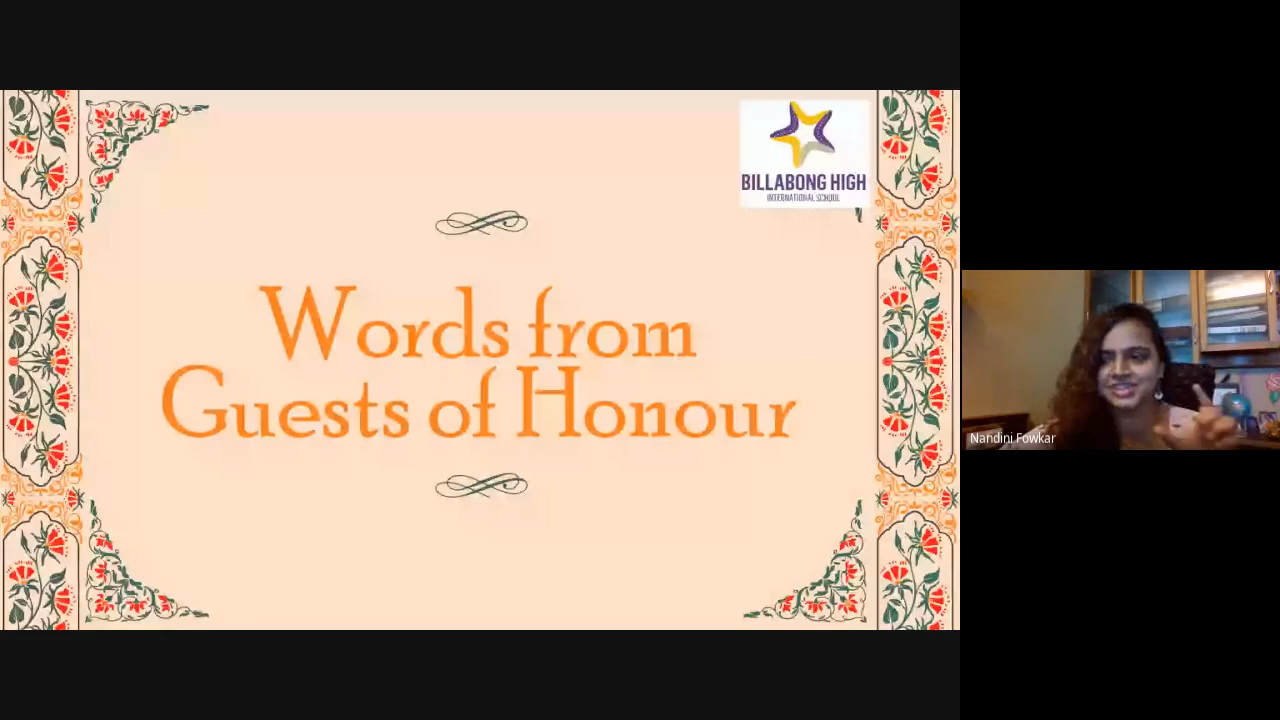 BILLABONG HIGH
INTERNATIONAL SCHOOL
Words from
Guests of Honour
Nandini Fowkar